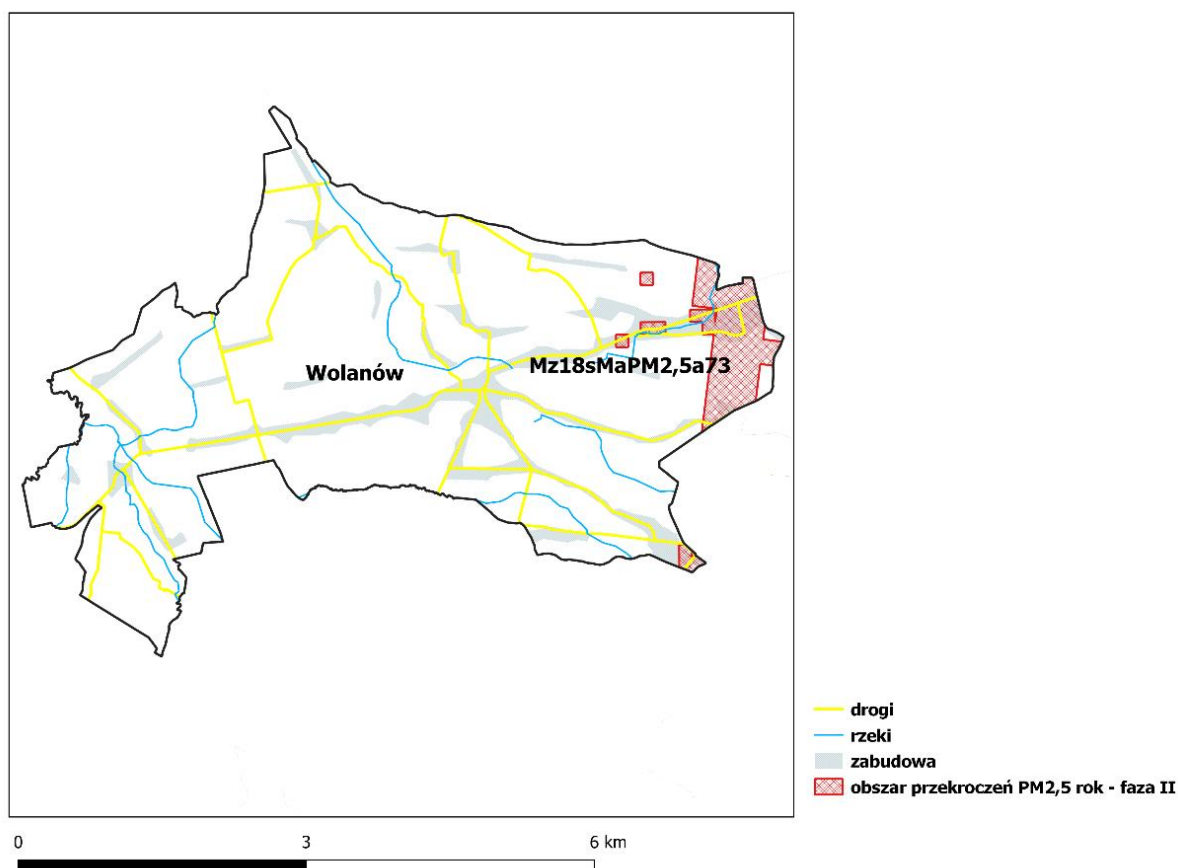 Wolanów
Mz18sMaPM2,5a73
drogi
rzeki
zabudowa
obszar przekroczeń PM2,5 rok - faza II
0 3 6 km